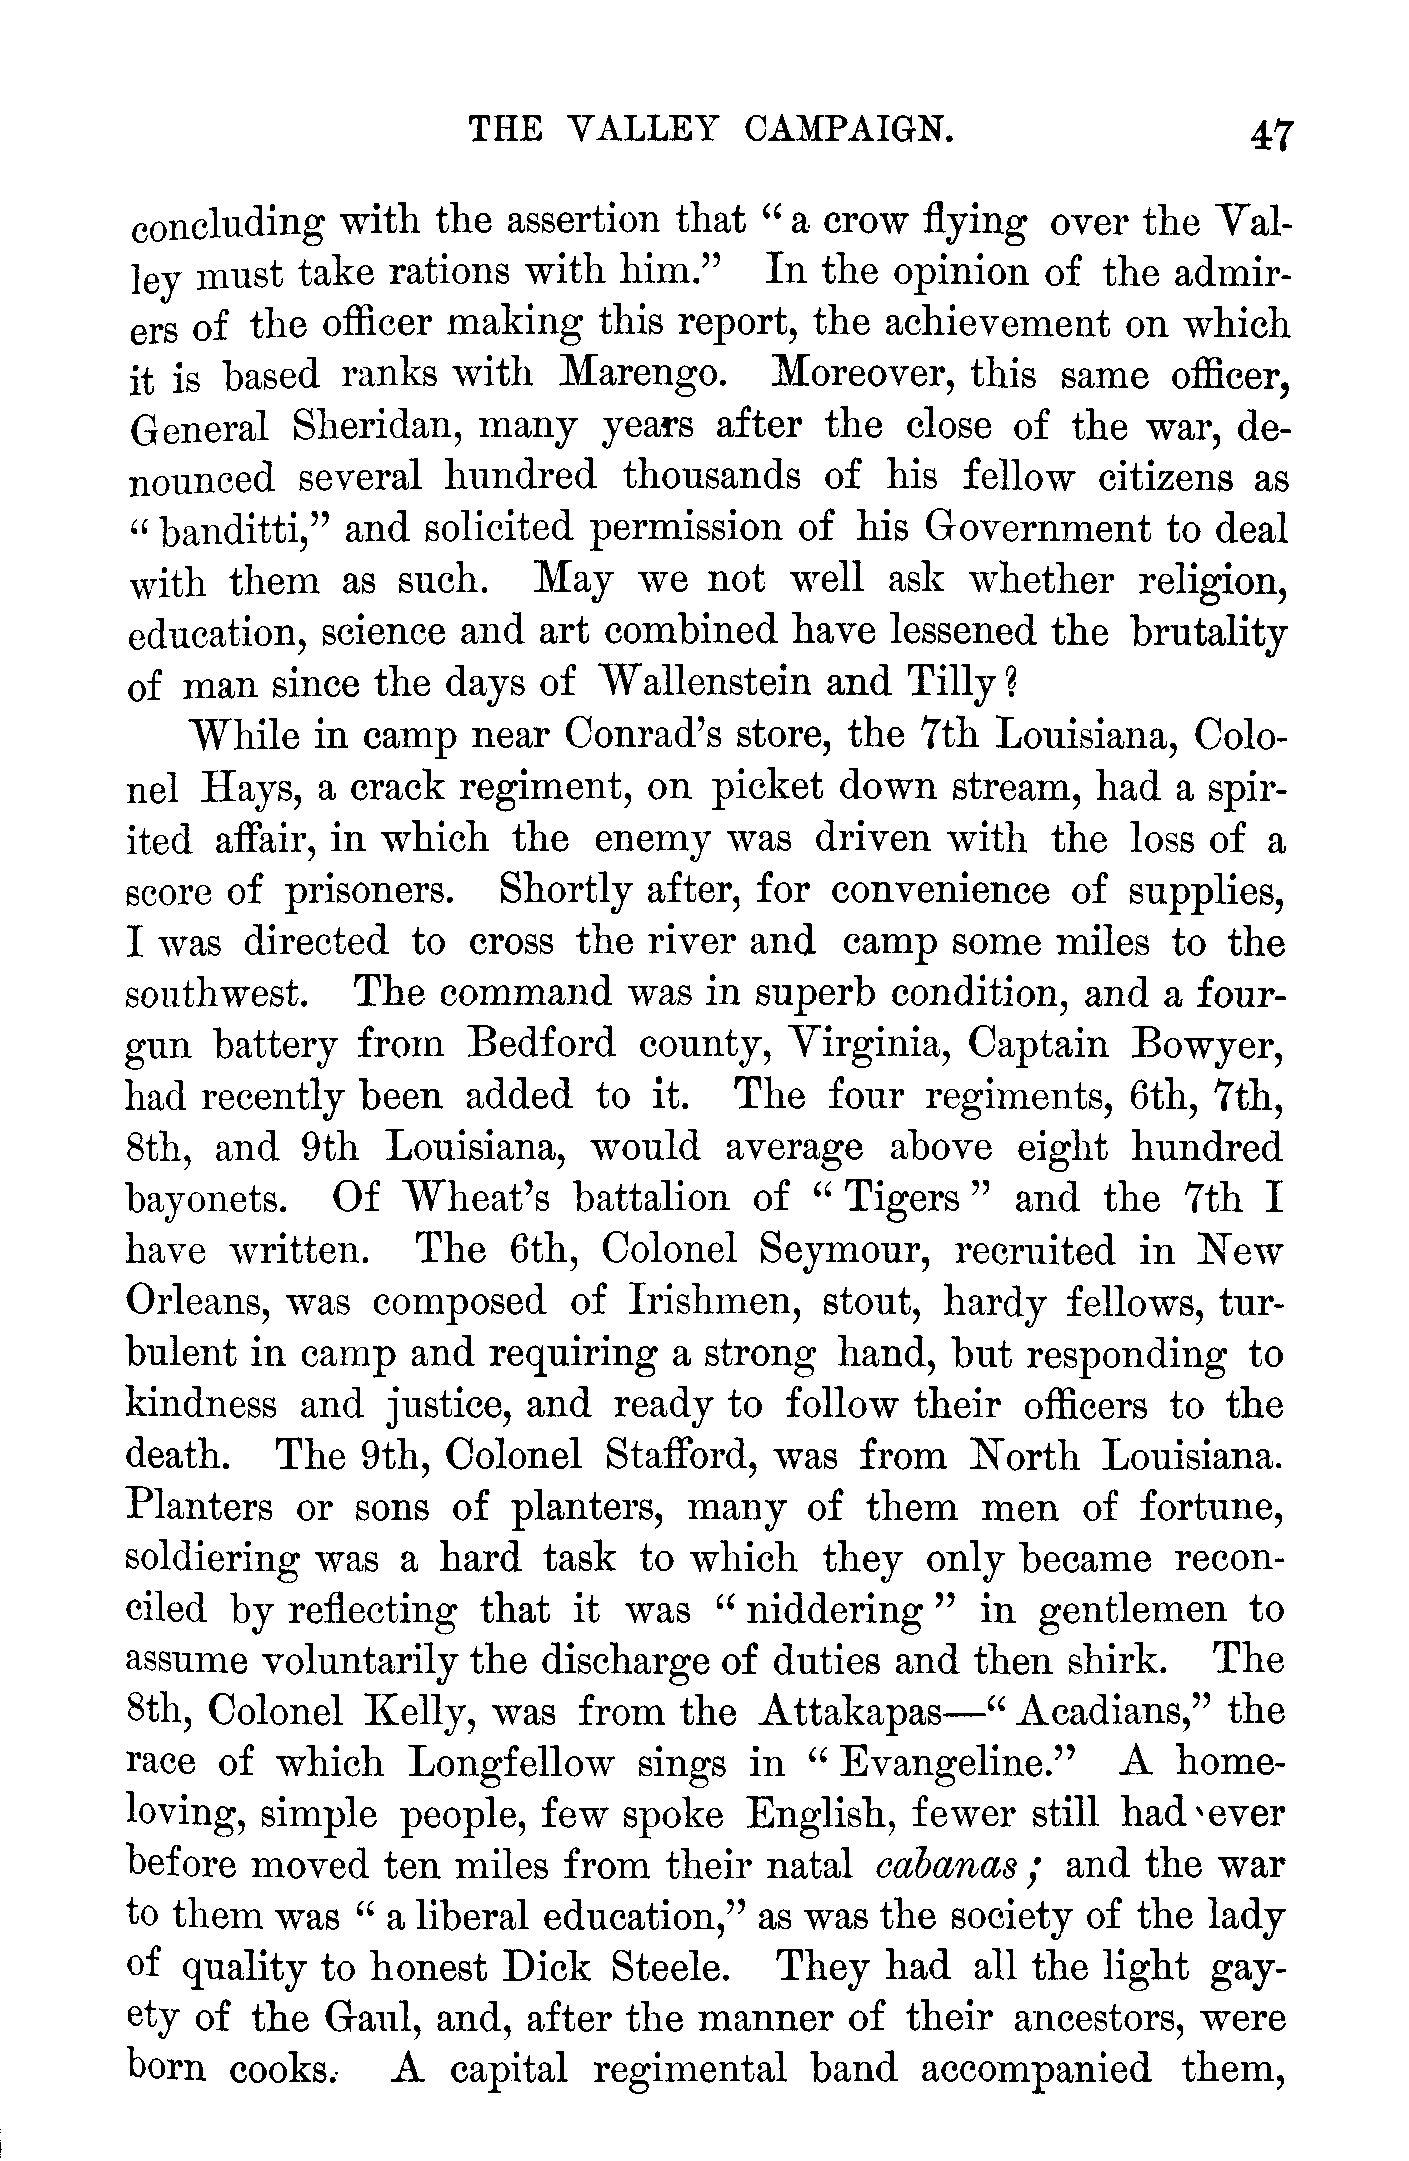 THE VALLEY CAMPAIGN. 47
concluding with the assertion that “ a crow flying over the Val-
ley must take rations with him.” In the opinion of the admir-
ers of the officer making this report, the achievement on which
it is based ranks with Marengo. Moreover, this same officer,
General Sheridan, many years after the close of the war, de-
nounced several hundred thousands of his fellow citizens as
“ banditti,” and solicited permission of his Government to deal
with them as such. May we not well ask whether religion,
education, science and art combined have lessened the brutality
of man since the days of Wallenstein and Tilly?
While in camp near Conrad’s store, the 7th Louisiana, Colo-
nel Hays, a crack regiment, on picket down stream, had a spir-
ited affair, in which the enemy was driven with the loss of a
score of prisoners. Shortly after, for convenience of supplies,
I was directed to cross the river and camp some miles to the
southwest. The command was in superb condition, and a four-
gun battery from Bedford county, Virginia, Captain Bowyer,
had recently been added to it. The four regiments, 6th, 7th,
8th, and 9th Louisiana, would average above eight hundred
bayonets. Of Wheat’s battalion of “ Tigers ” and the 7th I
have written. The 6th, Colonel Seymour, recruited in New
Orleans, was composed of Irishmen, stout, hardy fellows, tur-
bulent in camp and requiring a strong hand, but responding to
kindness and justice, and ready to follow their officers to the
death. The 9th, Colonel Stafford, was from North Louisiana.
Planters or sons of planters, many of them men of fortune,
soldiering was a hard task to which they only became recon-
ciled by reflecting that it was “ niddering ” in gentlemen to
assume voluntarily the discharge of duties and then shirk. The
8th, Colonel Kelly, was from the Attakapas—“ Acadians,” the
race of which Longfellow sings in “ Evangeline.” A home-
loving, simple people, few spoke English, fewer still had ever
before moved ten miles from their natal cabanas ; and the war
to them was “ a liberal education,” as was the society of the lady
of quality to honest Dick Steele. They had all the light gay-
ety of the Gaul, and, after the manner of their ancestors, were
born cooks. A capital regimental band accompanied them,